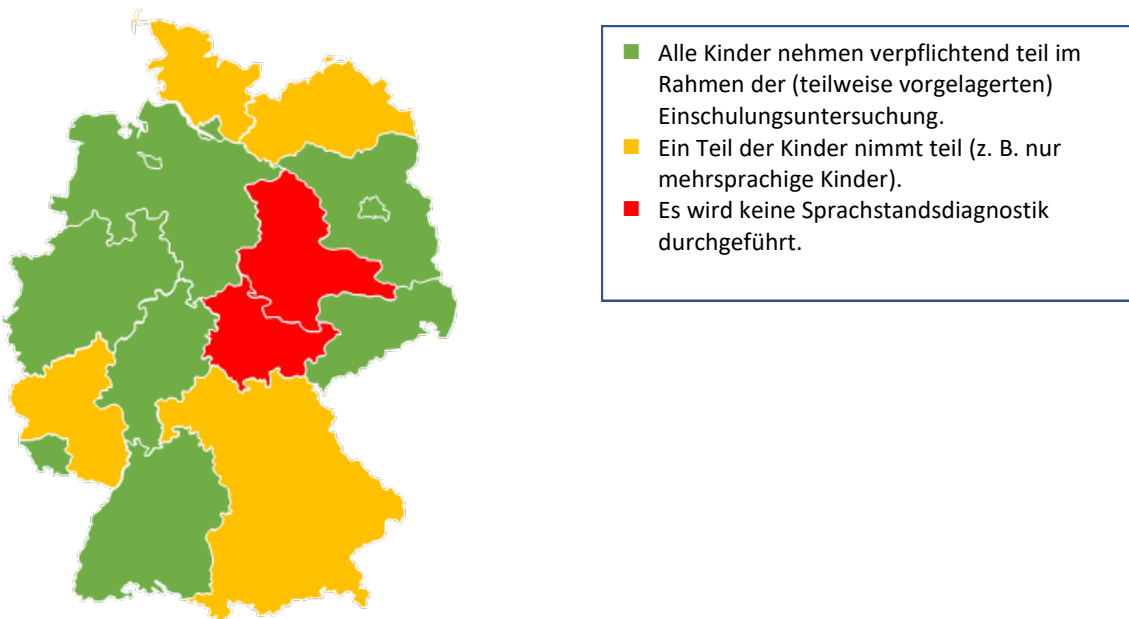 Alle Kinder nehmen verpflichtend teil im
Rahmen der (teilweise vorgelagerten)
Einschulungsuntersuchung.
Ein Teil der Kinder nimmt teil (z. B. nur
mehrsprachige Kinder).
Es wird keine Sprachstandsdiagnostik
durchgeführt.